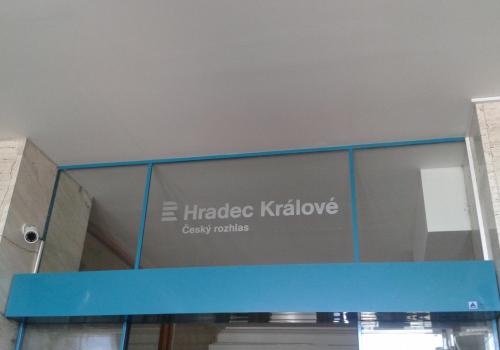 Hradec Králové
Český rozhlas